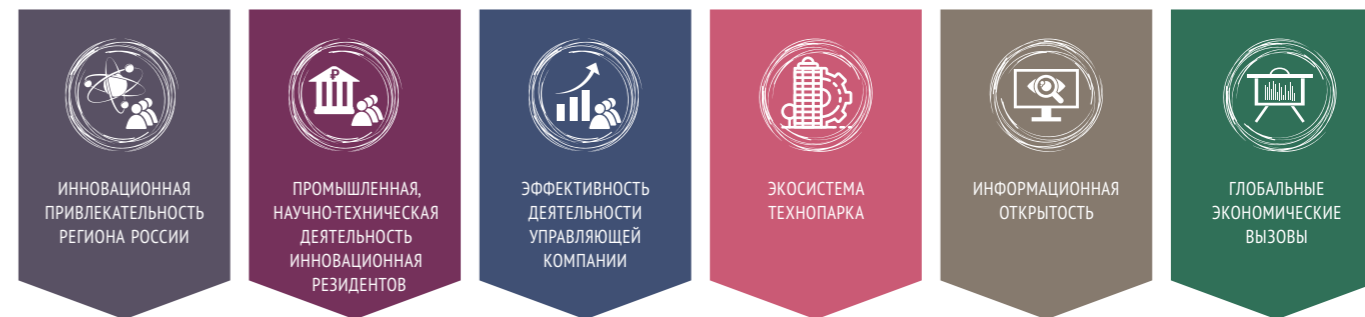 ИННОВАЦИОННАЯ
ПРИВЛЕКАТЕЛЬНОСТЬ
РЕГИОНА РОССИИ
ПРОМЫШЛЕННАЯ,
НАУЧНО-ТЕХНИЧЕСКАЯ
ДЕЯТЕЛЬНОСТЬ
ИННОВАЦИОННАЯ
РЕЗИДЕНТОВ
ЭФФЕКТИВНОСТЬ
ДЕЯТЕЛЬНОСТИ
УПРАВЛЯЮЩЕЙ
КОМПАНИИ
ЭКОСИСТЕМА
ТЕХНОПАРКА
ИНФОРМАЦИОННАЯ
ОТКРЫТОСТЬ
ГЛОБАЛЬНЫЕ
ЭКОНОМИЧЕСКИЕ
ВЫЗОВЫ